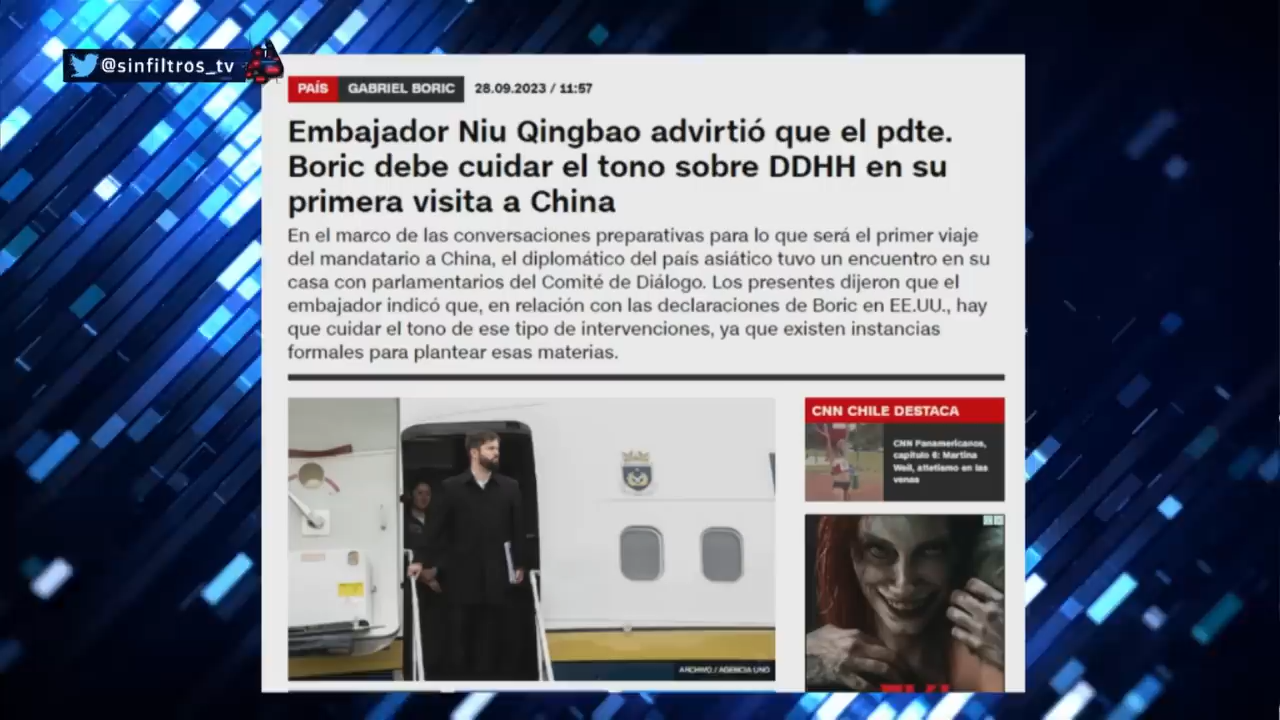 @sinfiltros_tv
PAÍS GABRIEL BORIC 28.09.2023 / 11:57
Embajador Niu Qingbao advirtió que el pdte.
Boric debe cuidar el tono sobre DDHH en su
primera visita a China
En el marco de las conversaciones preparativas para lo que será el primer viaje
del mandatario a China, el diplomático del país asiático tuvo un encuentro en su
casa con parlamentarios del Comité de Diálogo. Los presentes dijeron que el
embajador indicó que, en relación con las declaraciones de Boric en EE.UU., hay
que cuidar el tono de ese tipo de intervenciones, ya que existen instancias
formales para plantear esas materias.
CNN CHILE DESTACA
CNN Panamericanos,
capítulo 6: Martina
Weil, atletismo en las
venas
ARCHIVO / AGENCIA UNO